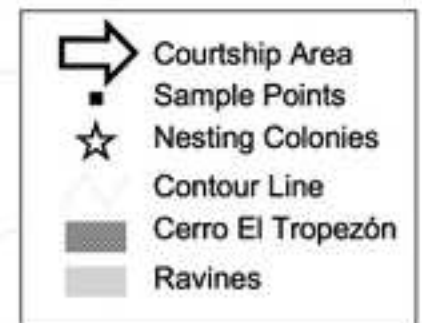 Courtship Area
Sample Points
Nesting Colonies
Contour Line
Cerro El Tropezón
Ravines